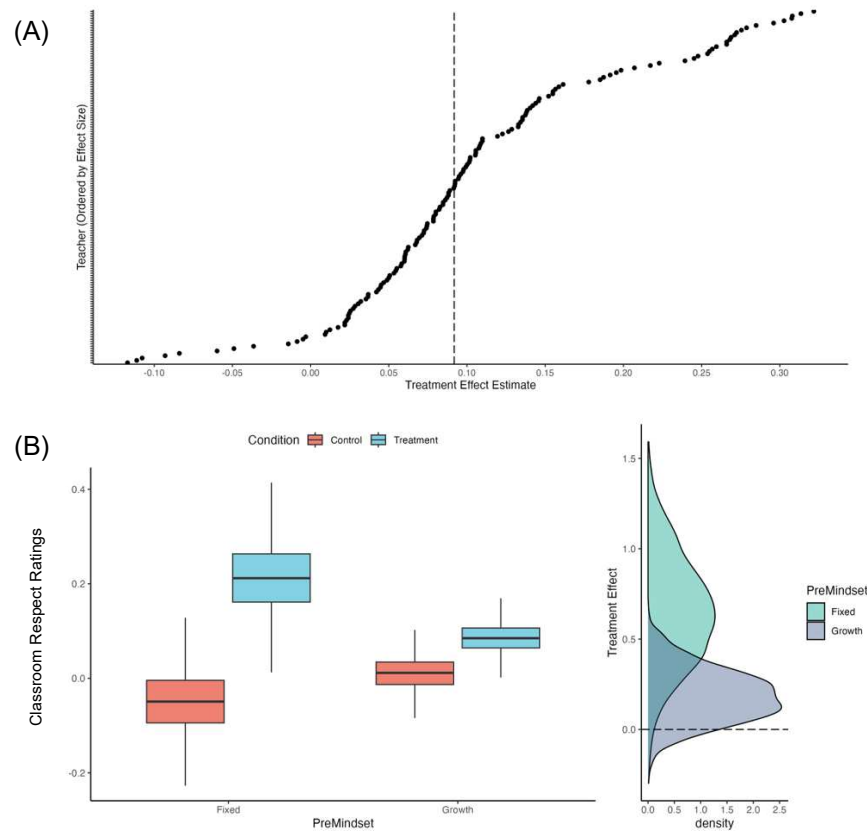 (A)
Teacher (Ordered by Effect Size)
-0.10 -0.05 0.00 0.05 0.10 0.15 0.20 0.25 0.30
Treatment Effect Estimate
(B)
Condition Control Treatment
Classroom Respect Ratings
0.4
0.2
0.0
-0.2
Fixed Growth
PreMindset
Treatment Effect
1.5
1.0
0.5
0.0
0.0 0.5 1.0 1.5 2.0 2.5
density
PreMindset
Fixed
Growth